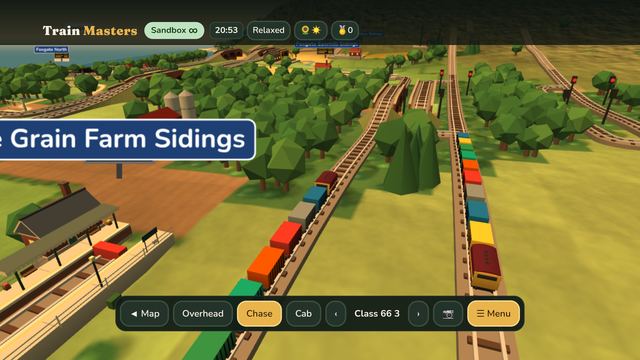 Train Masters
Sandbox ∞
20:53
Relaxed
0
Foxgate North
e Grain Farm Sidings
◄ Map
Overhead
Chase
Cab
‹
Class 66 3
›
☰ Menu